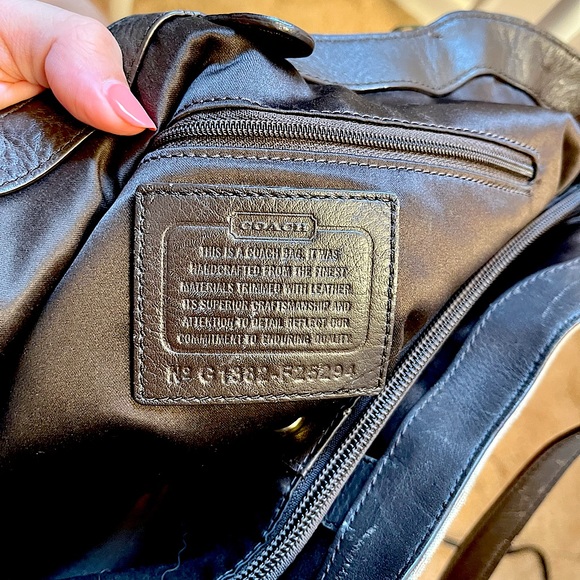 COACH
THIS IS A COACH BAG. IT WAS
HANDCRAFTED FROM THE FINEST
MATERIALS TRIMMED WITH LEATHER.
ITS SUPERIOR CRAFTSMANSHIP AND
ATTENTION TO DETAIL REFLECT OUR
COMMITMENT TO ENDURING QUALITY.
Nº G1382-F25294